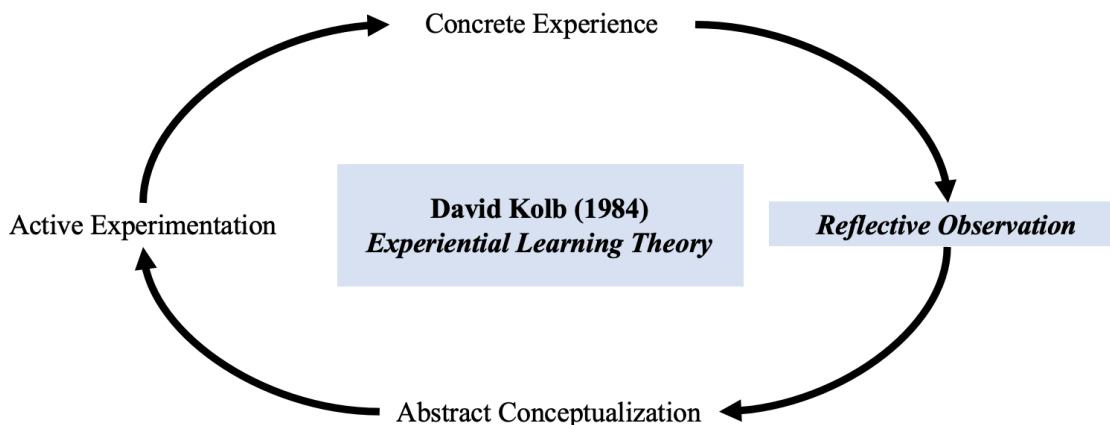 Concrete Experience
David Kolb (1984)
Experiential Learning Theory
Active Experimentation
Reflective Observation
Abstract Conceptualization